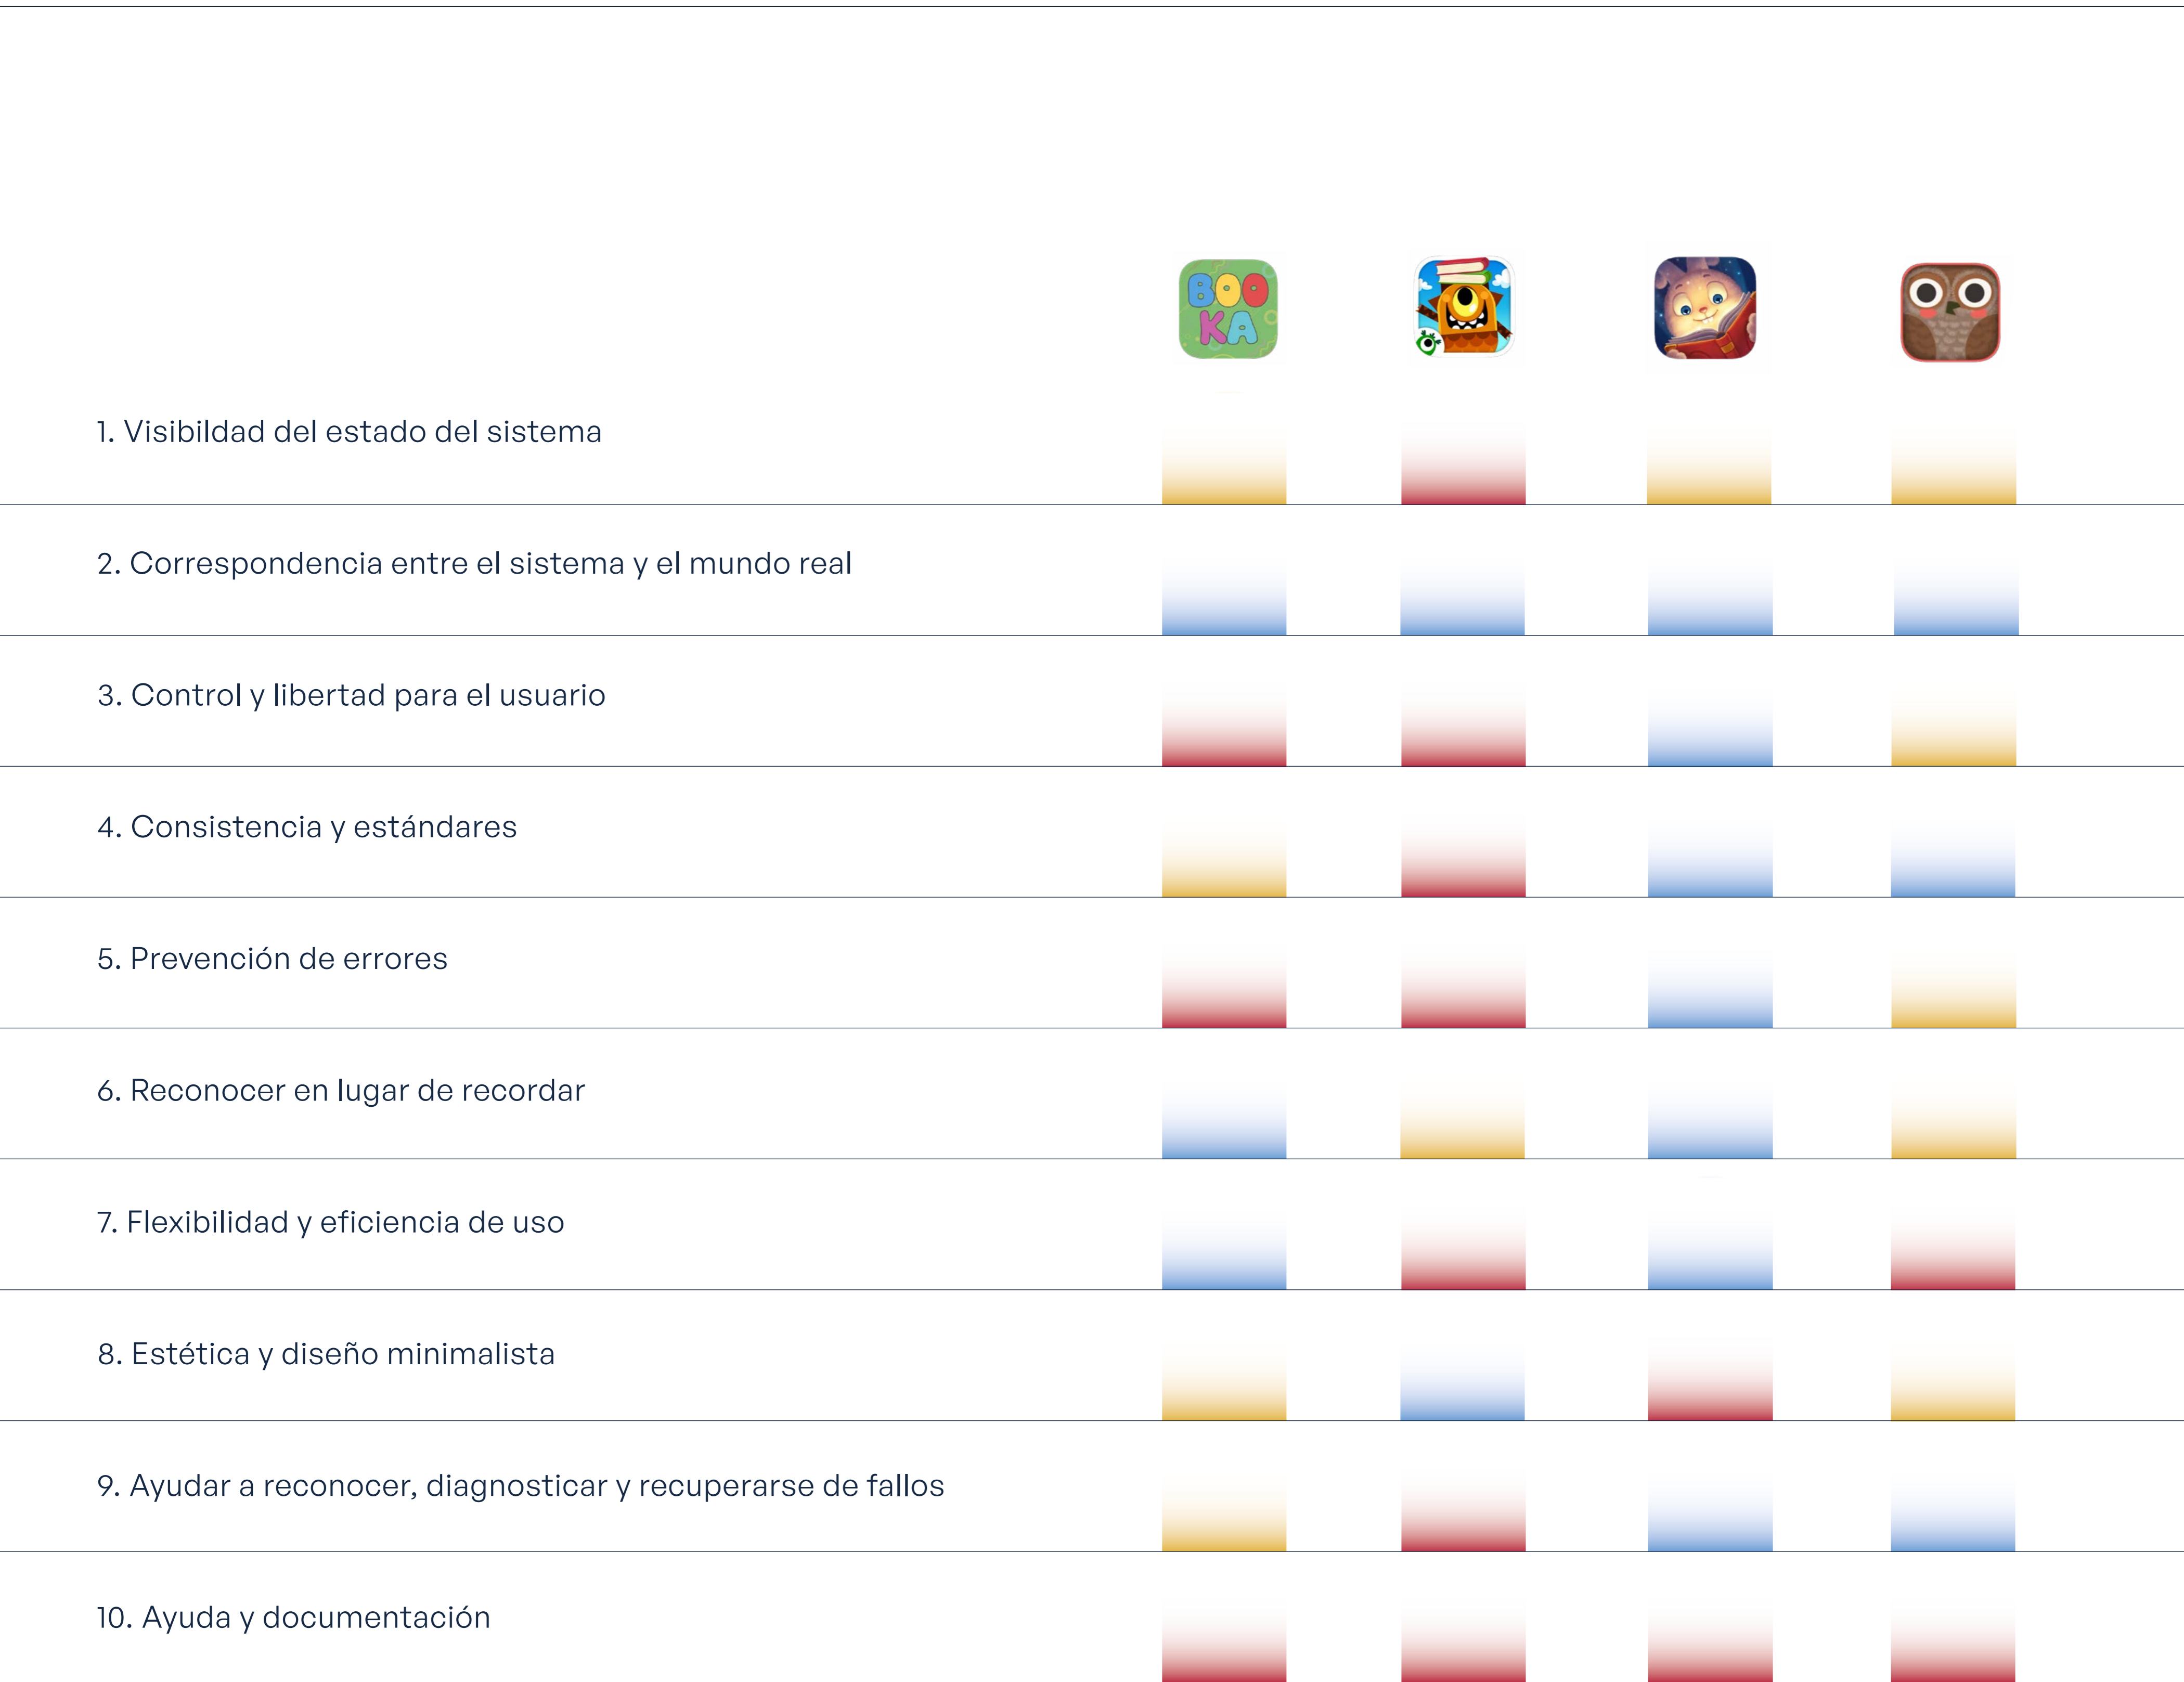 BOO
KA
1. Visibildad del estado del sistema
2. Correspondencia entre el sistema y el mundo real
3. Control y libertad para el usuario
4. Consistencia y estándares
5. Prevención de errores
6. Reconocer en lugar de recordar
7. Flexibilidad y eficiencia de uso
8. Estética y diseño minimalista
9. Ayudar a reconocer, diagnosticar y recuperarse de fallos
10. Ayuda y documentación